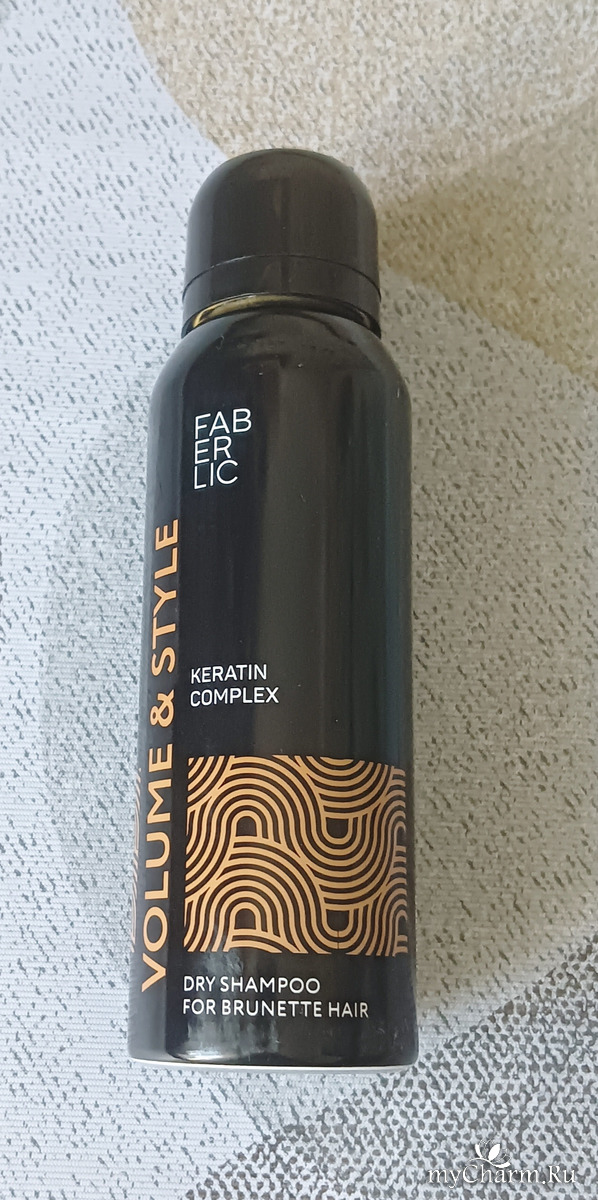 FAB
ER
LIC
VOLUME & STYLE
KERATIN
COMPLEX
DRY SHAMPOO
FOR BRUNETTE HAIR
myCharm.Ru